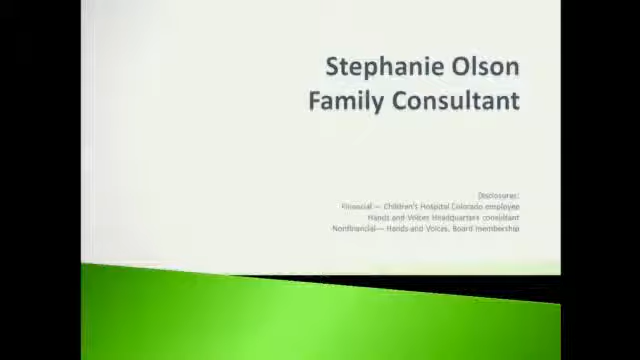 Stephanie Olson
Family Consultant
Disclosures:
Financial — Children's Hospital Colorado employee
Hands and Voices Headquarters consultant
Nonfinancial— Hands and Voices, Board membership